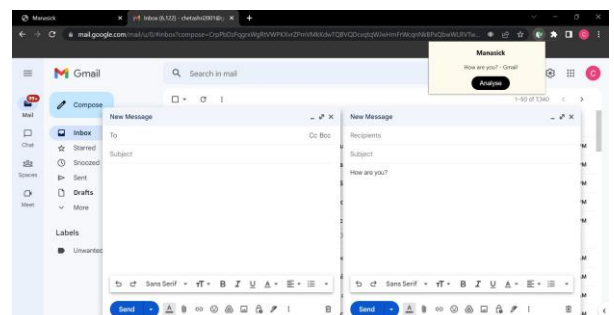 Manasick
Inbox (6,122) - chetashri2001@g
mail.google.com/mail/u/0/#inbox?compose=
Manasick
How are you? - Gmail
Analyse
Gmail
Search in mail
99+
Mail
Chat
Spaces
Meet
Compose
Inbox
Starred
Snoozed
Sent
Drafts
More
Labels
Unwanted
1-50 of 7,340
New Message
To
Cc Bcc
Subject
Sans Serif
Send
New Message
Recipients
Subject
How are you?
Sans Serif
Send